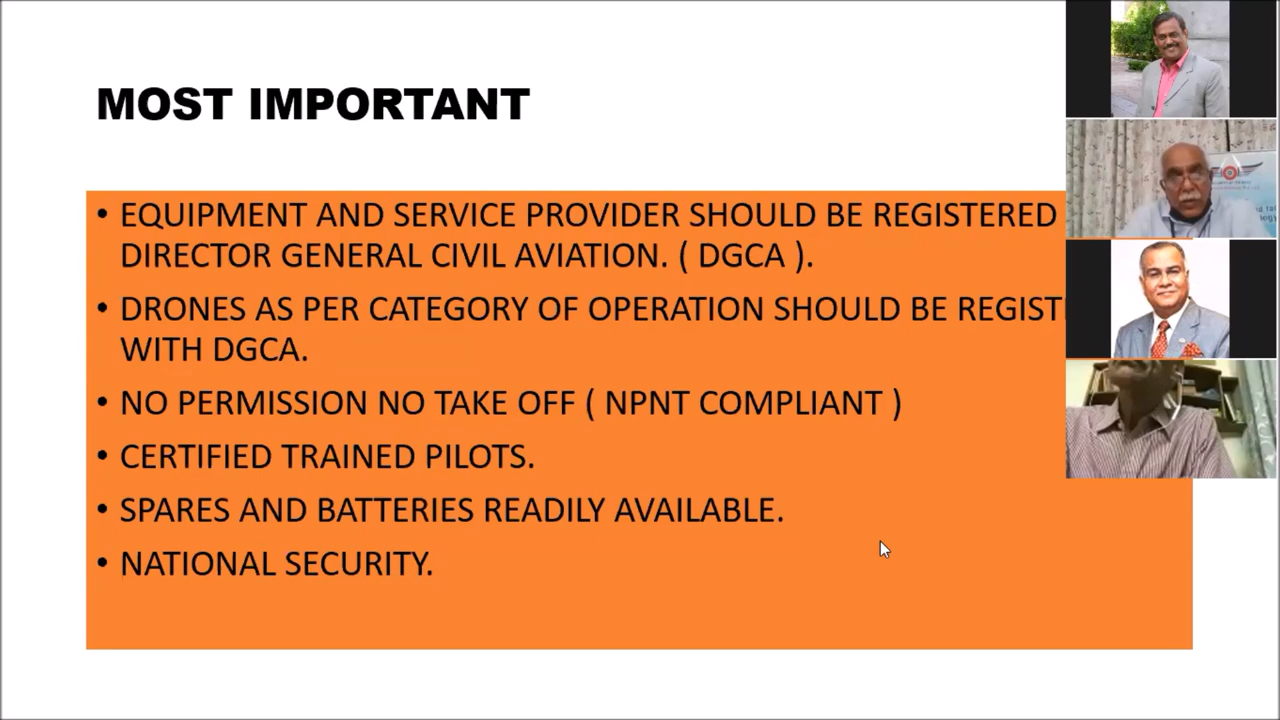 MOST IMPORTANT
• EQUIPMENT AND SERVICE PROVIDER SHOULD BE REGISTERED
DIRECTOR GENERAL CIVIL AVIATION. ( DGCA ).
• DRONES AS PER CATEGORY OF OPERATION SHOULD BE
WITH DGCA.
• NO PERMISSION NO TAKE OFF ( NPNT COMPLIANT )
• CERTIFIED TRAINED PILOTS.
• SPARES AND BATTERIES READILY AVAILABLE.
• NATIONAL SECURITY.